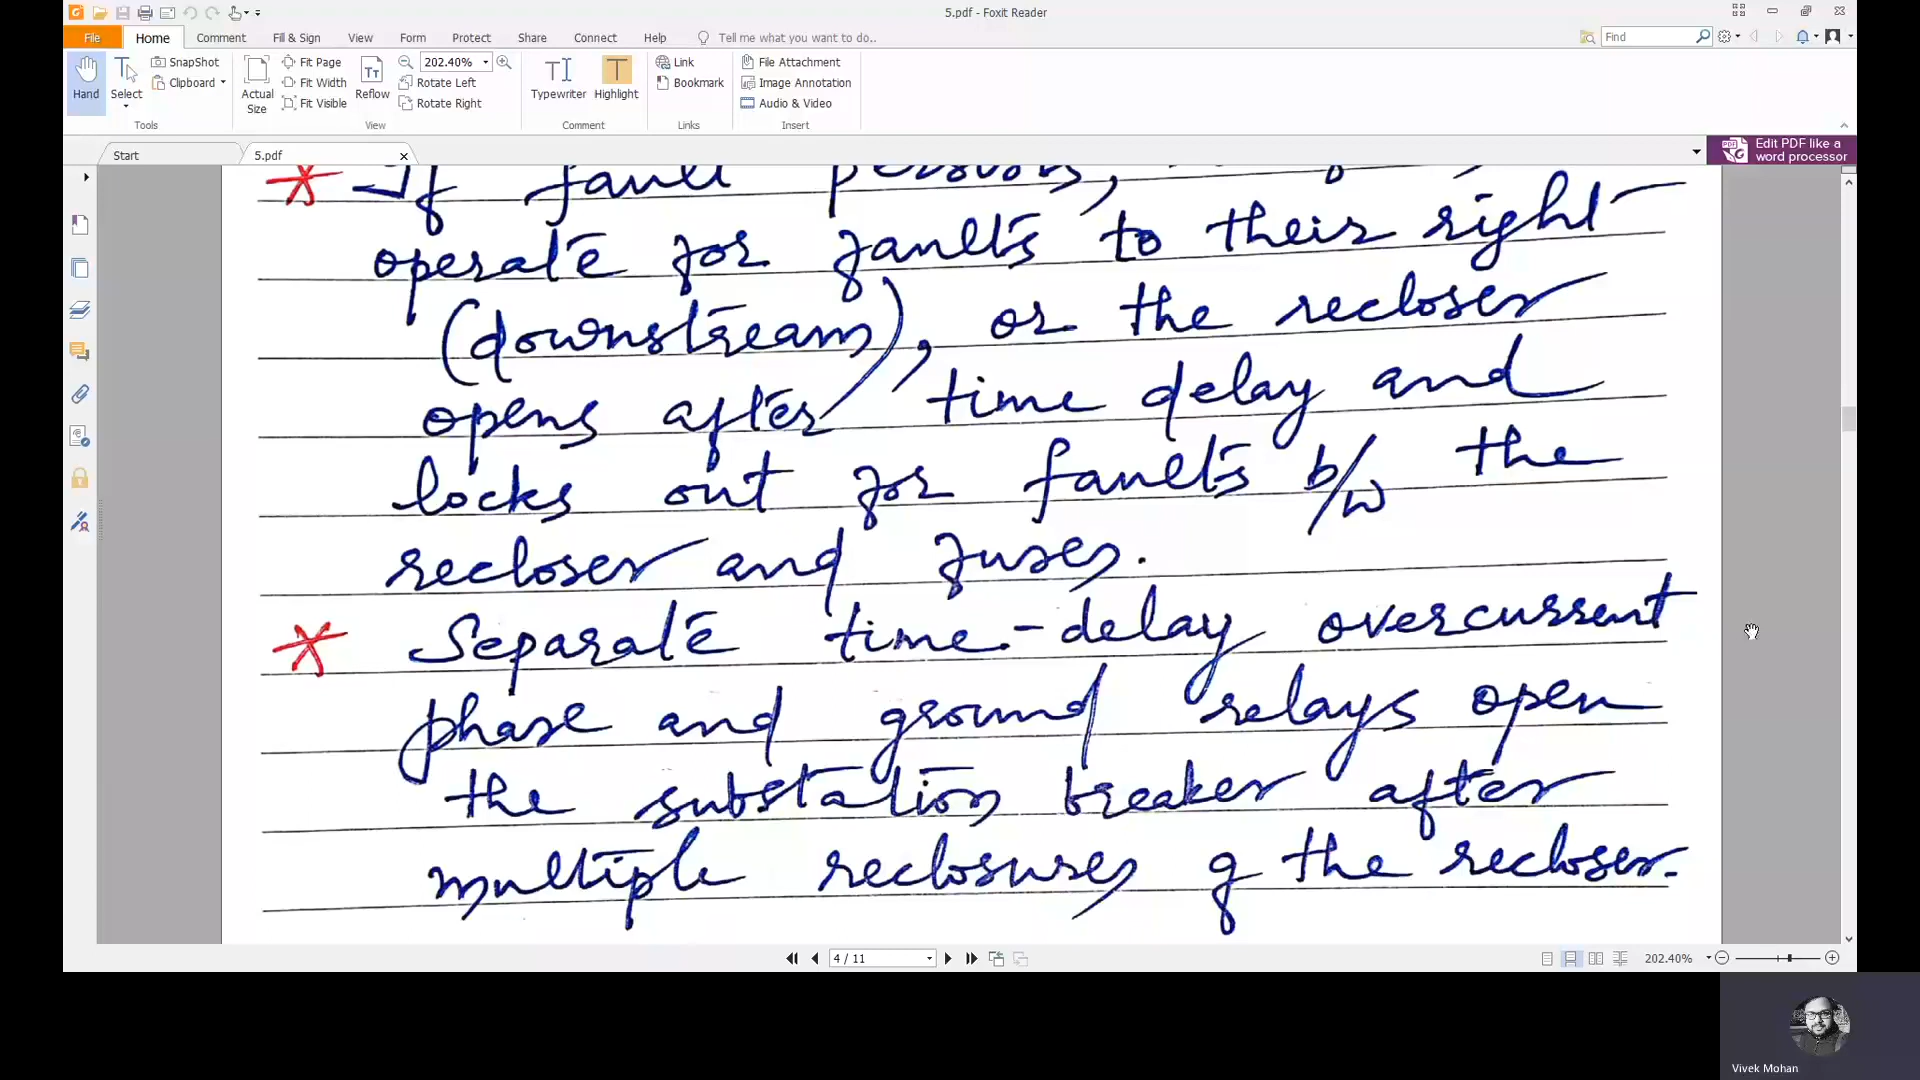 5.pdf - Foxit Reader
File Home Comment Fill & Sign View Form Protect Share Connect Help Tell me what you want to do.. Find
Hand Select SnapShot Clipboard Actual Size Fit Page Fit Width Fit Visible Reflow 202.40% Rotate Left Rotate Right Typewriter Highlight Link Bookmark File Attachment Image Annotation Audio & Video
Tools View Comment Links Insert
Start 5.pdf Edit PDF like a word processor
* If fault persists,
operate for faults to their right
(downstream), or the recloser
opens after time delay and
locks out for faults b/w the
recloser and fuses.
* Separate time-delay overcurrent
phase and ground relays open
the substation breaker after
multiple reclosures of the recloser.
4 / 11 202.40%
Vivek Mohan